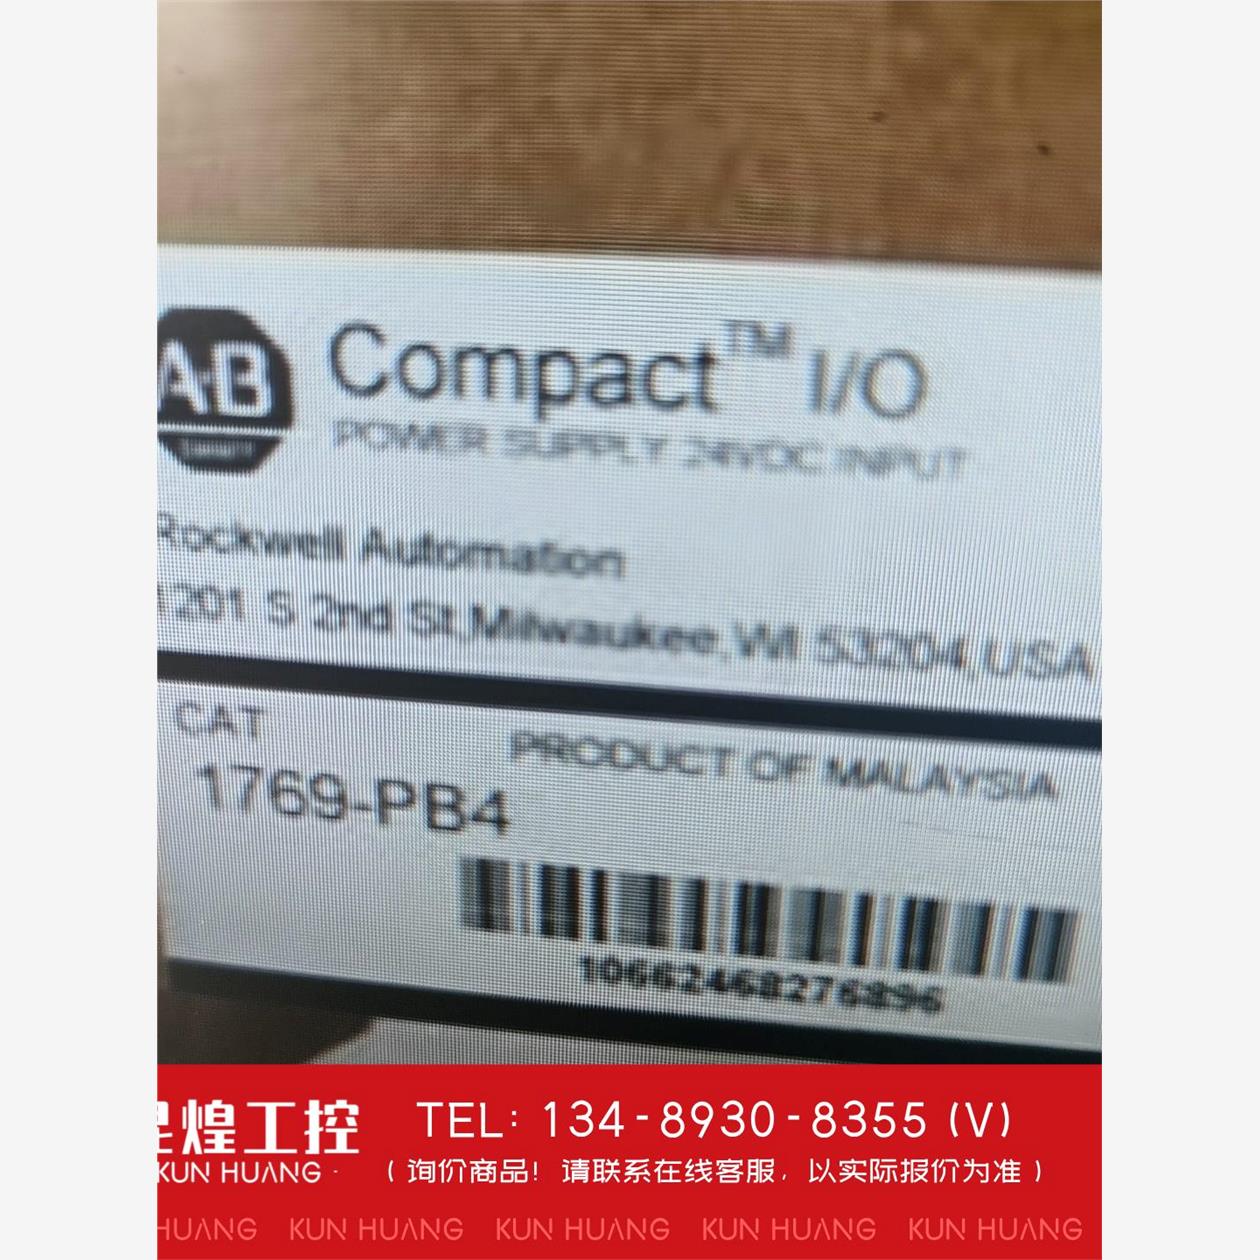 A-B
Compact™ I/O
POWER SUPPLY 24VDC INPUT
Rockwell Automation
1201 S 2nd St,Milwaukee,WI 53204,USA
CAT
PRODUCT OF MALAYSIA
1769-PB4
10662468276896
煌工控
KUN HUANG
TEL: 134-8930-8355 (V)
(询价商品! 请联系在线客服, 以实际报价为准)
HUANG KUN HUANG KUN HUANG KUN HUANG KUN HUANG